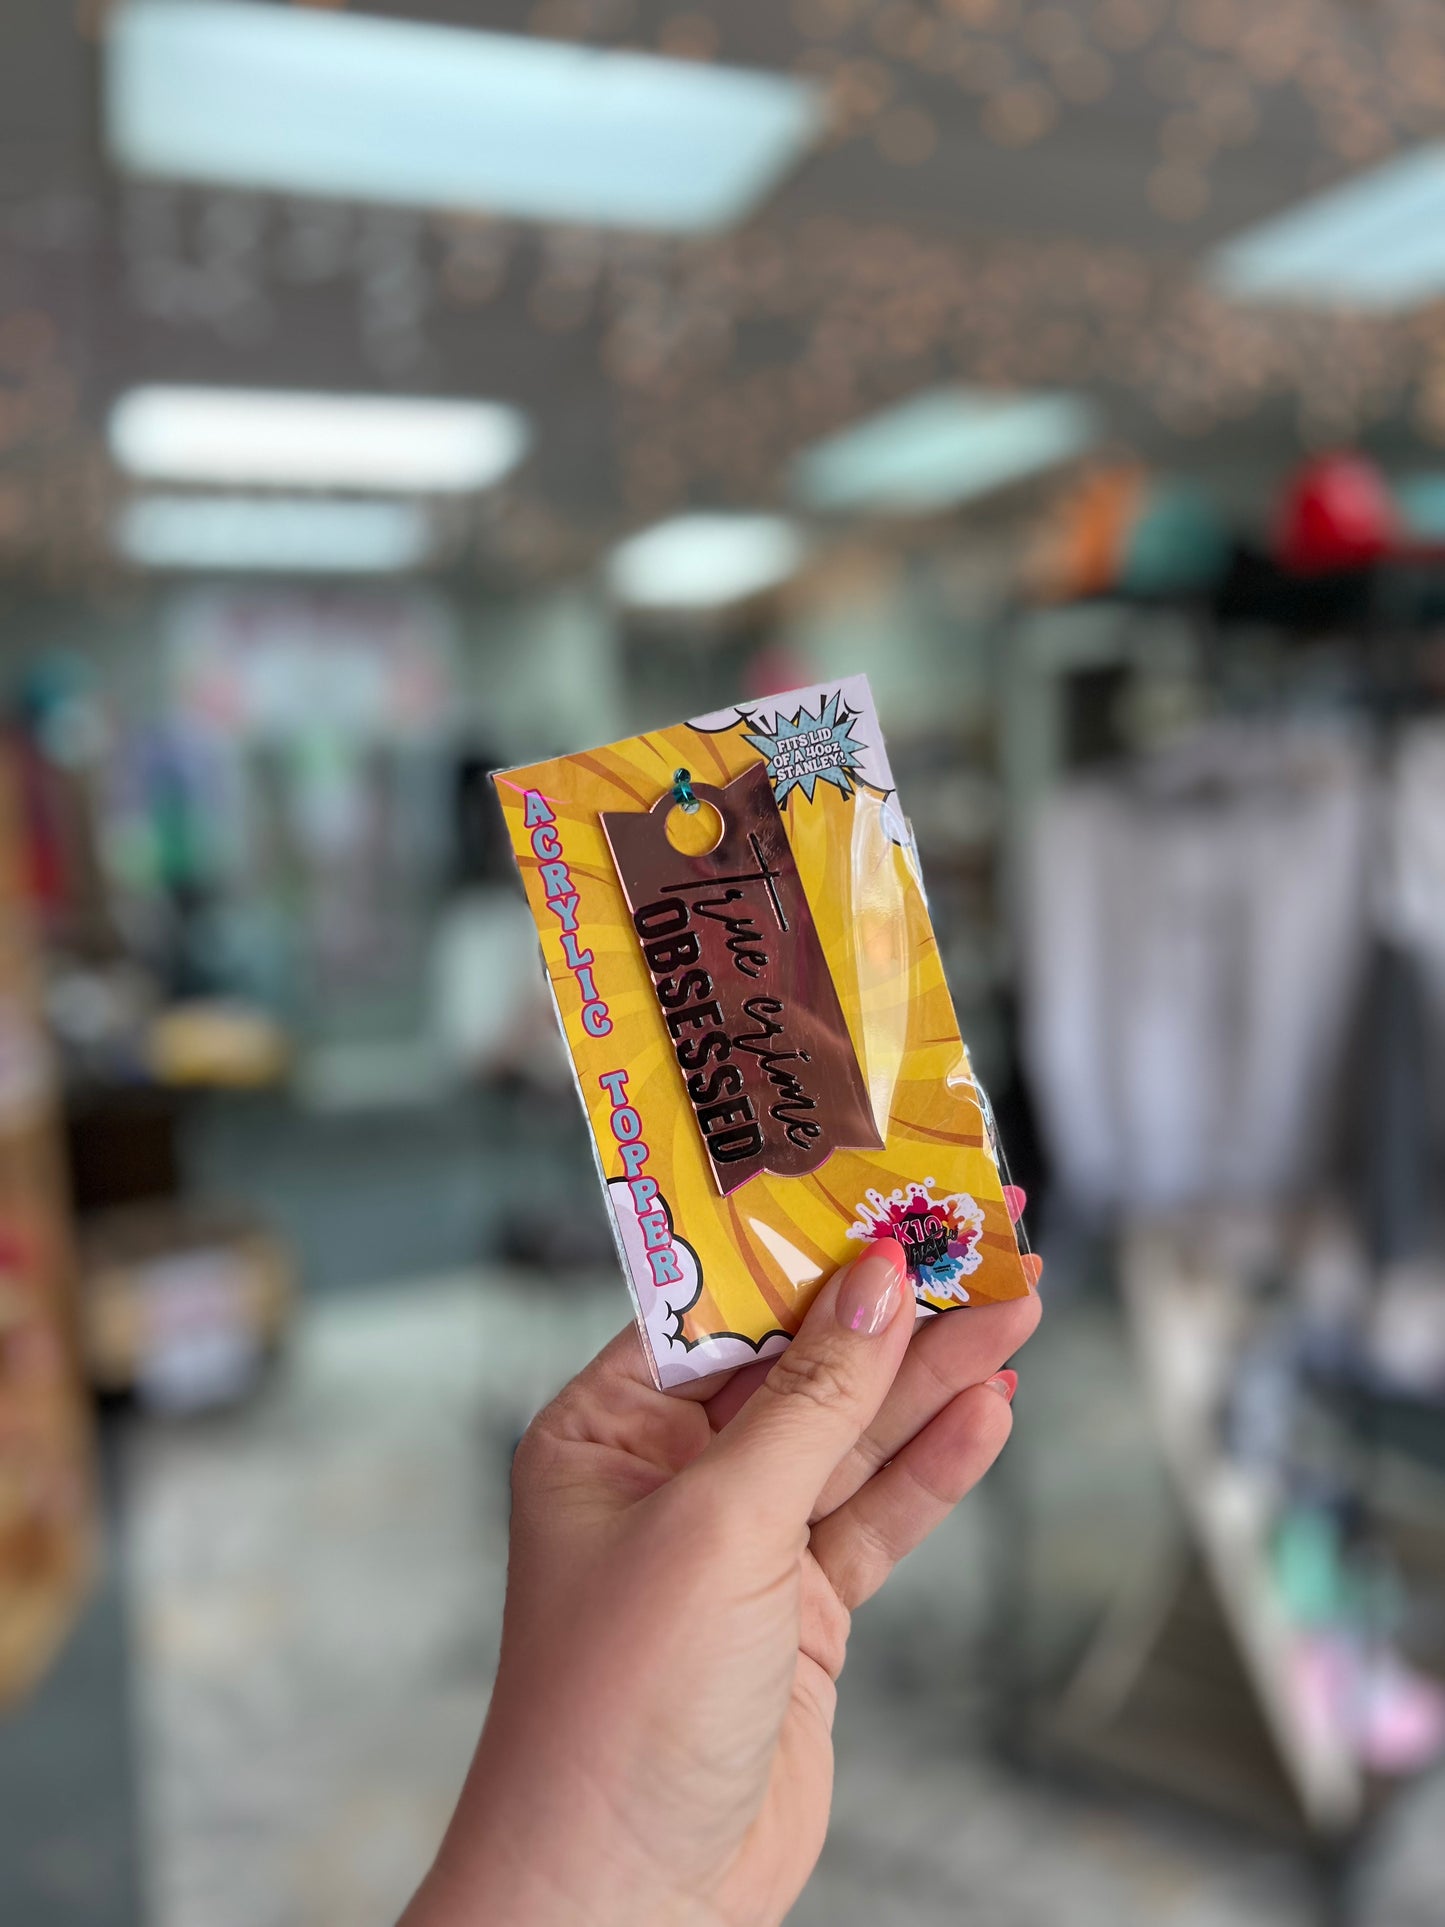 ACRYLIC TOPPER
FITS LID
OF A 40oz
STANLEY!
True crime
OBSESSED
K10